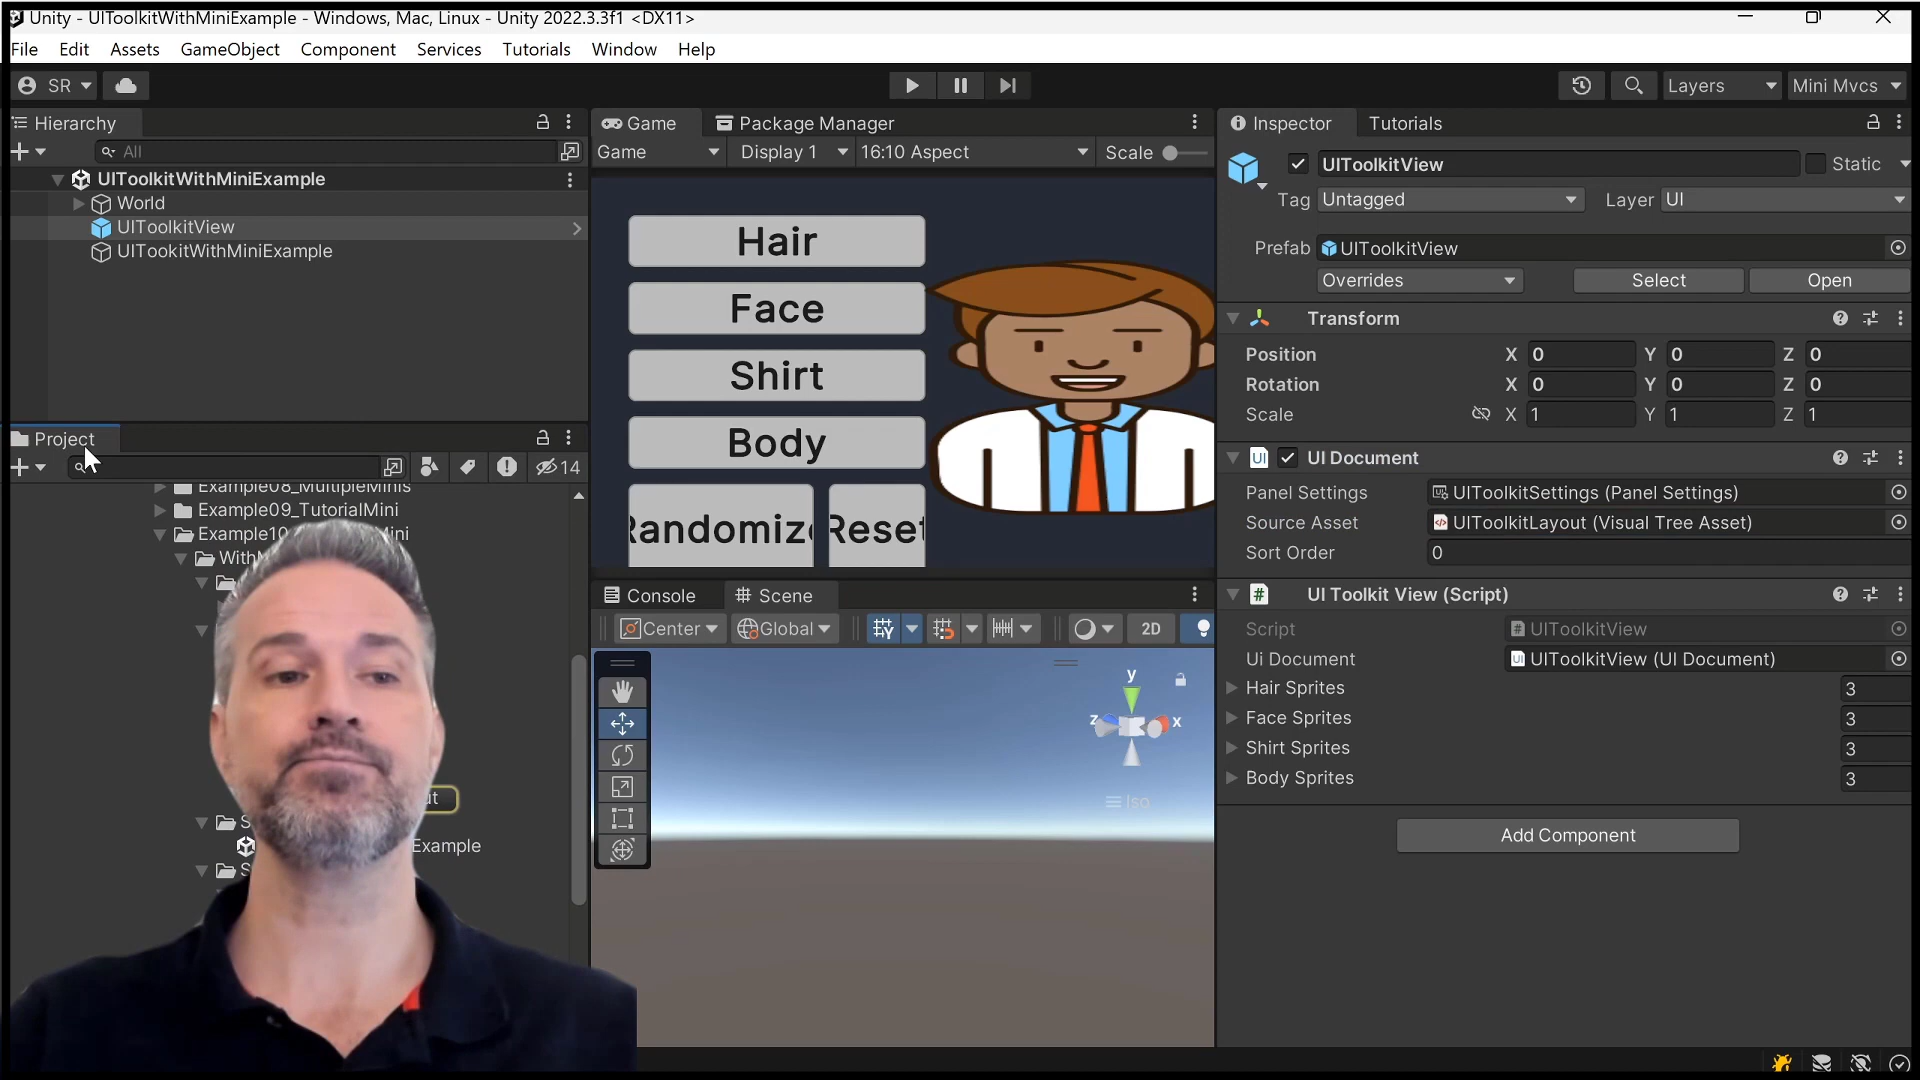 Unity - UIToolkitWithMiniExample - Windows, Mac, Linux - Unity 2022.3.3f1 <DX11>
File Edit Assets GameObject Component Services Tutorials Window Help
SR Layers Mini Mvcs
Hierarchy
All
UIToolkitWithMiniExample
World
UIToolkitView
UITookitWithMiniExample
Project
14
Example08_MultipleMinis
Example09_TutorialMini
ini
With
ut
Example
Game Package Manager
Game Display 1 16:10 Aspect Scale
Hair
Face
Shirt
Body
Randomize Reset
Console Scene
Center Global 2D
y
z x
Iso
Inspector Tutorials
UIToolkitView Static
Tag Untagged Layer UI
Prefab UIToolkitView
Overrides Select Open
Transform
Position X 0 Y 0 Z 0
Rotation X 0 Y 0 Z 0
Scale X 1 Y 1 Z 1
UI Document
Panel Settings UIToolkitSettings (Panel Settings)
Source Asset UIToolkitLayout (Visual Tree Asset)
Sort Order 0
# UI Toolkit View (Script)
Script UIToolkitView
Ui Document UIToolkitView (UI Document)
Hair Sprites 3
Face Sprites 3
Shirt Sprites 3
Body Sprites 3
Add Component